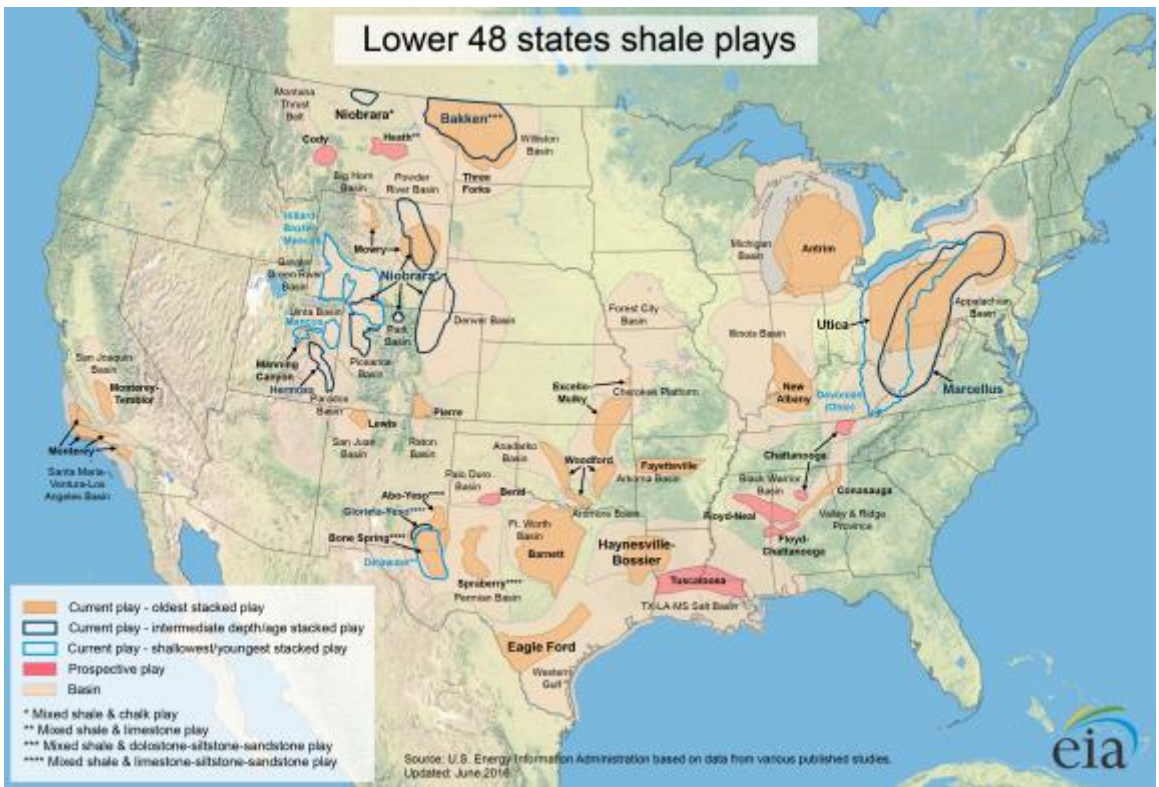 Lower 48 states shale plays
Montana
Thrust
Belt
Niobrara*
Bakken***
Cody
Heath**
Williston
Basin
Big Horn
Basin
Powder
River Basin
Three
Forks
Hilliard-
Baxter-
Mancos
Mowry
Greater
Green River
Basin
Niobrara*
Uinta Basin
Mancos
Park
Basin
Denver Basin
Manning
Canyon
Hermosa
Piceance
Basin
Paradox
Basin
San Joaquin
Basin
Monterey-
Temblor
Monterey
Santa Maria-
Ventura-Los
Angeles Basin
Lewis
San Juan
Basin
Pierre
Raton
Basin
Forest City
Basin
Excello-
Mulky
Cherokee Platform
Michigan
Basin
Antrim
Illinois Basin
New
Albany
Utica
Appalachian
Basin
Marcellus
Devonian
(Ohio)
Anadarko
Basin
Woodford
Fayetteville
Arkoma Basin
Chattanooga
Palo Duro
Basin
Bend
Ardmore Basin
Black Warrior
Basin
Conasauga
Floyd-Neal
Valley & Ridge
Province
Floyd-
Chattanooga
Abo-Yeso****
Glorieta-Yeso****
Bone Spring****
Delaware
Ft. Worth
Basin
Barnett
Haynesville-
Bossier
Spraberry****
Permian Basin
Tuscaloosa
TX-LA-MS Salt Basin
Eagle Ford
Western
Gulf
Current play - oldest stacked play
Current play - intermediate depth/age stacked play
Current play - shallowest/youngest stacked play
Prospective play
Basin
* Mixed shale & chalk play
** Mixed shale & limestone play
*** Mixed shale & dolostone-siltstone-sandstone play
**** Mixed shale & limestone-siltstone-sandstone play
Source: U.S. Energy Information Administration based on data from various published studies.
Updated: June,2016
eia